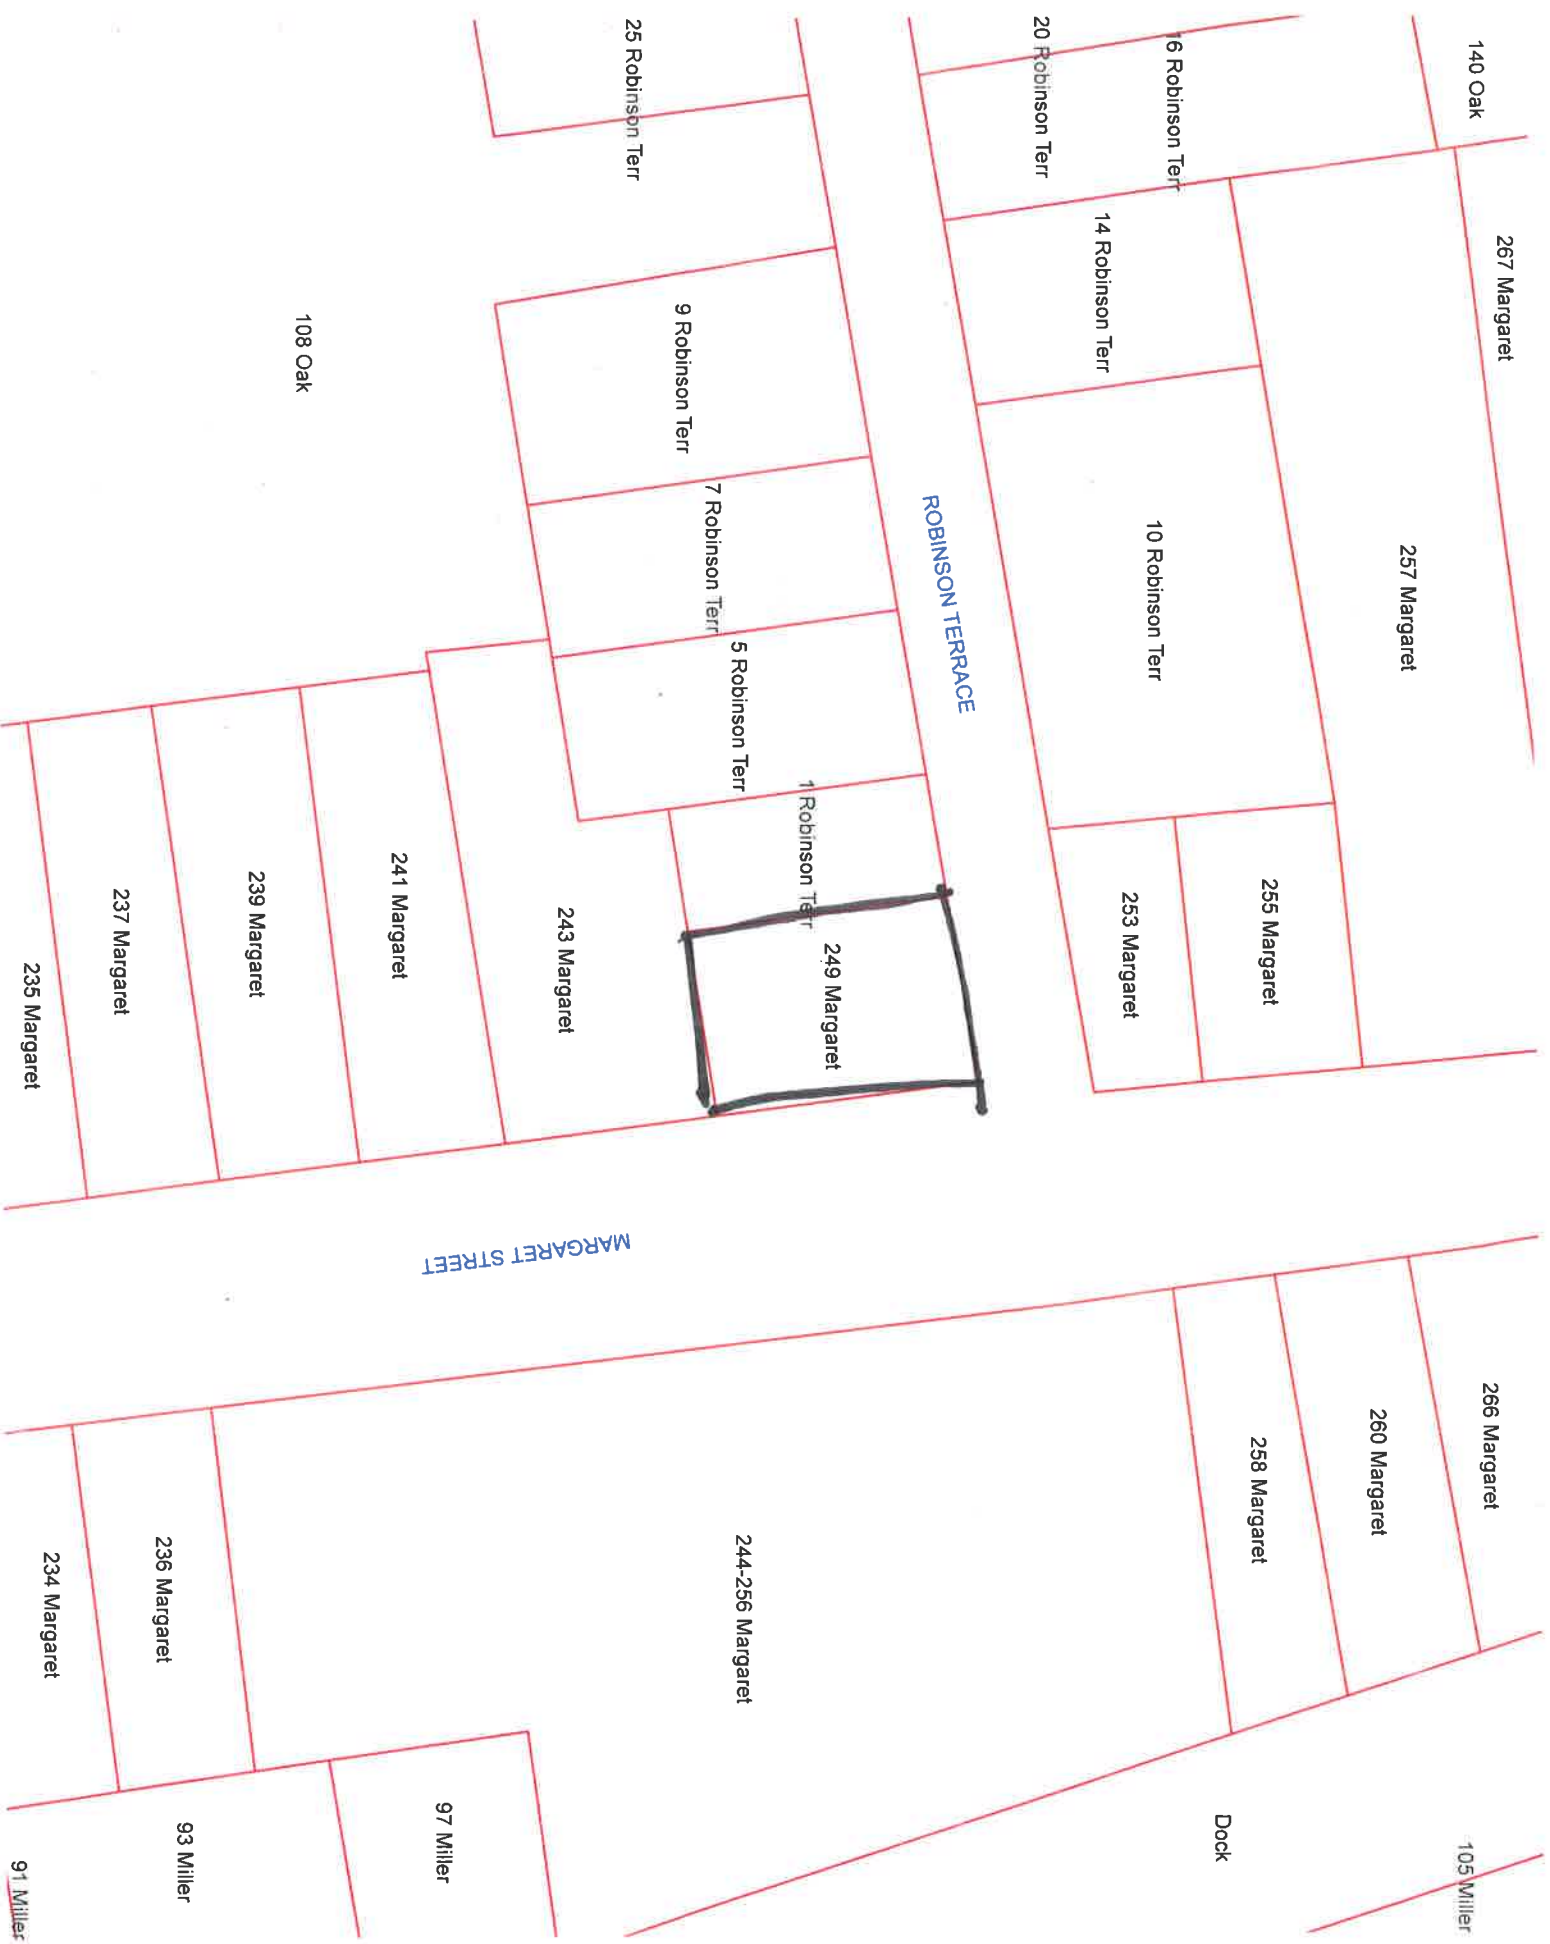 140 Oak
267 Margaret
266 Margaret
105 Miller
257 Margaret
260 Margaret
255 Margaret
258 Margaret
Dock
16 Robinson Terr
10 Robinson Terr
253 Margaret
14 Robinson Terr
20 Robinson Terr
ROBINSON TERRACE
249 Margaret
1 Robinson Terr
244-256 Margaret
5 Robinson Terr
7 Robinson Terr
9 Robinson Terr
25 Robinson Terr
243 Margaret
MARGARET STREET
97 Miller
241 Margaret
108 Oak
239 Margaret
93 Miller
236 Margaret
237 Margaret
234 Margaret
235 Margaret
91 Miller